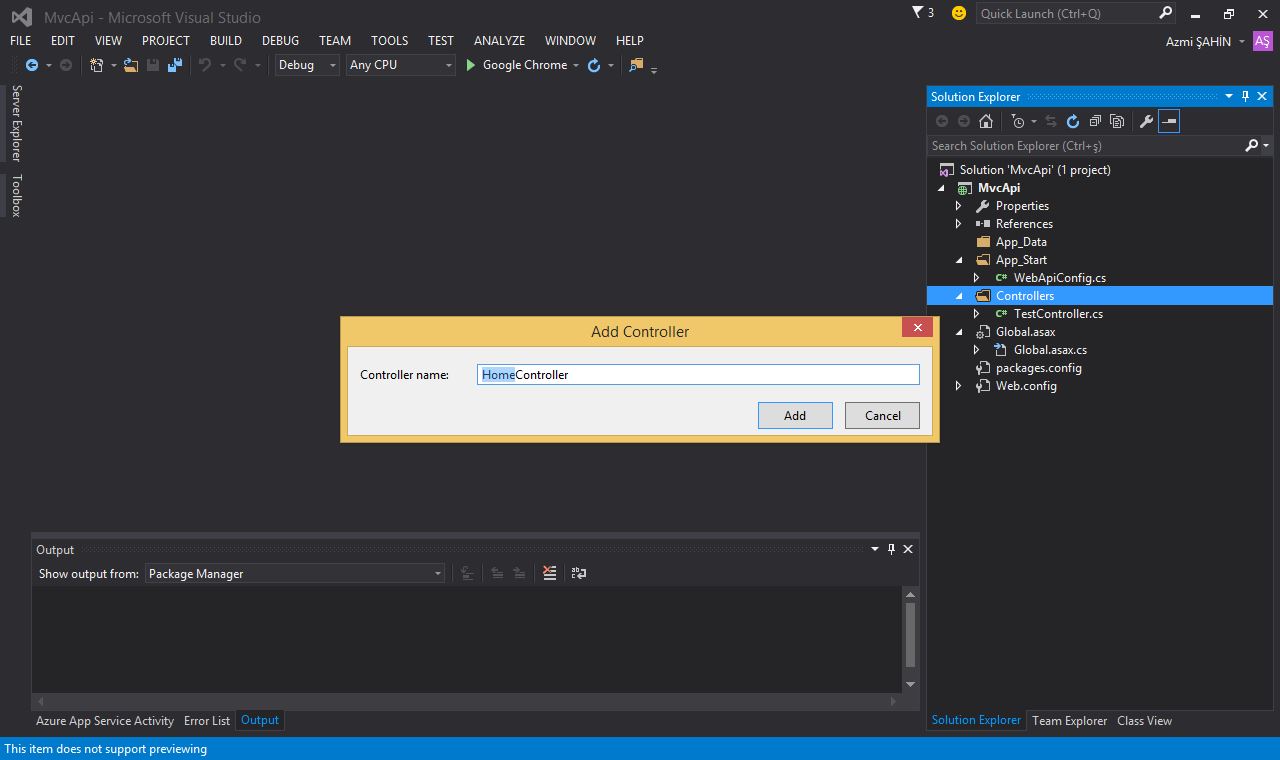 MvcApi - Microsoft Visual Studio
3
Quick Launch (Ctrl+Q)
FILE EDIT VIEW PROJECT BUILD DEBUG TEAM TOOLS TEST ANALYZE WINDOW HELP
Azmi ŞAHİN AŞ
Debug Any CPU Google Chrome
Server Explorer
Toolbox
Solution Explorer
Search Solution Explorer (Ctrl+ş)
Solution 'MvcApi' (1 project)
MvcApi
Properties
References
App_Data
App_Start
C# WebApiConfig.cs
Controllers
C# TestController.cs
Global.asax
Global.asax.cs
packages.config
Web.config
Add Controller
Controller name: HomeController
Add Cancel
Output
Show output from: Package Manager
Azure App Service Activity Error List Output
Solution Explorer Team Explorer Class View
This item does not support previewing